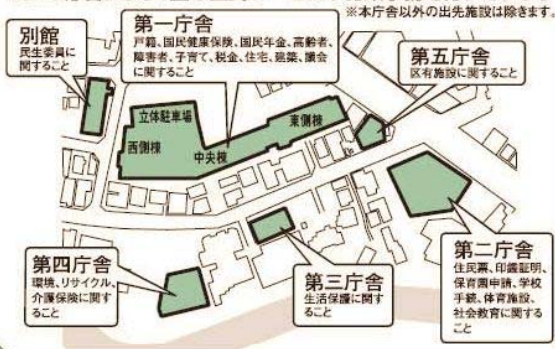 ※本庁舎以外の出先施設は除きます。
別館
民生委員に
関すること
第一庁舎
戸籍、国民健康保険、国民年金、高齢者、
障害者、子育て、税金、住宅、建築、議会
に関すること
第五庁舎
区有施設に関すること
立体駐車場
西側棟
中央棟
東側棟
第四庁舎
環境、リサイクル、
介護保険に関す
ること
第三庁舎
生活保護に関す
ること
第二庁舎
住民票、印鑑証明、
保育園申請、学校
手続、体育施設、
社会教育に関する
こと